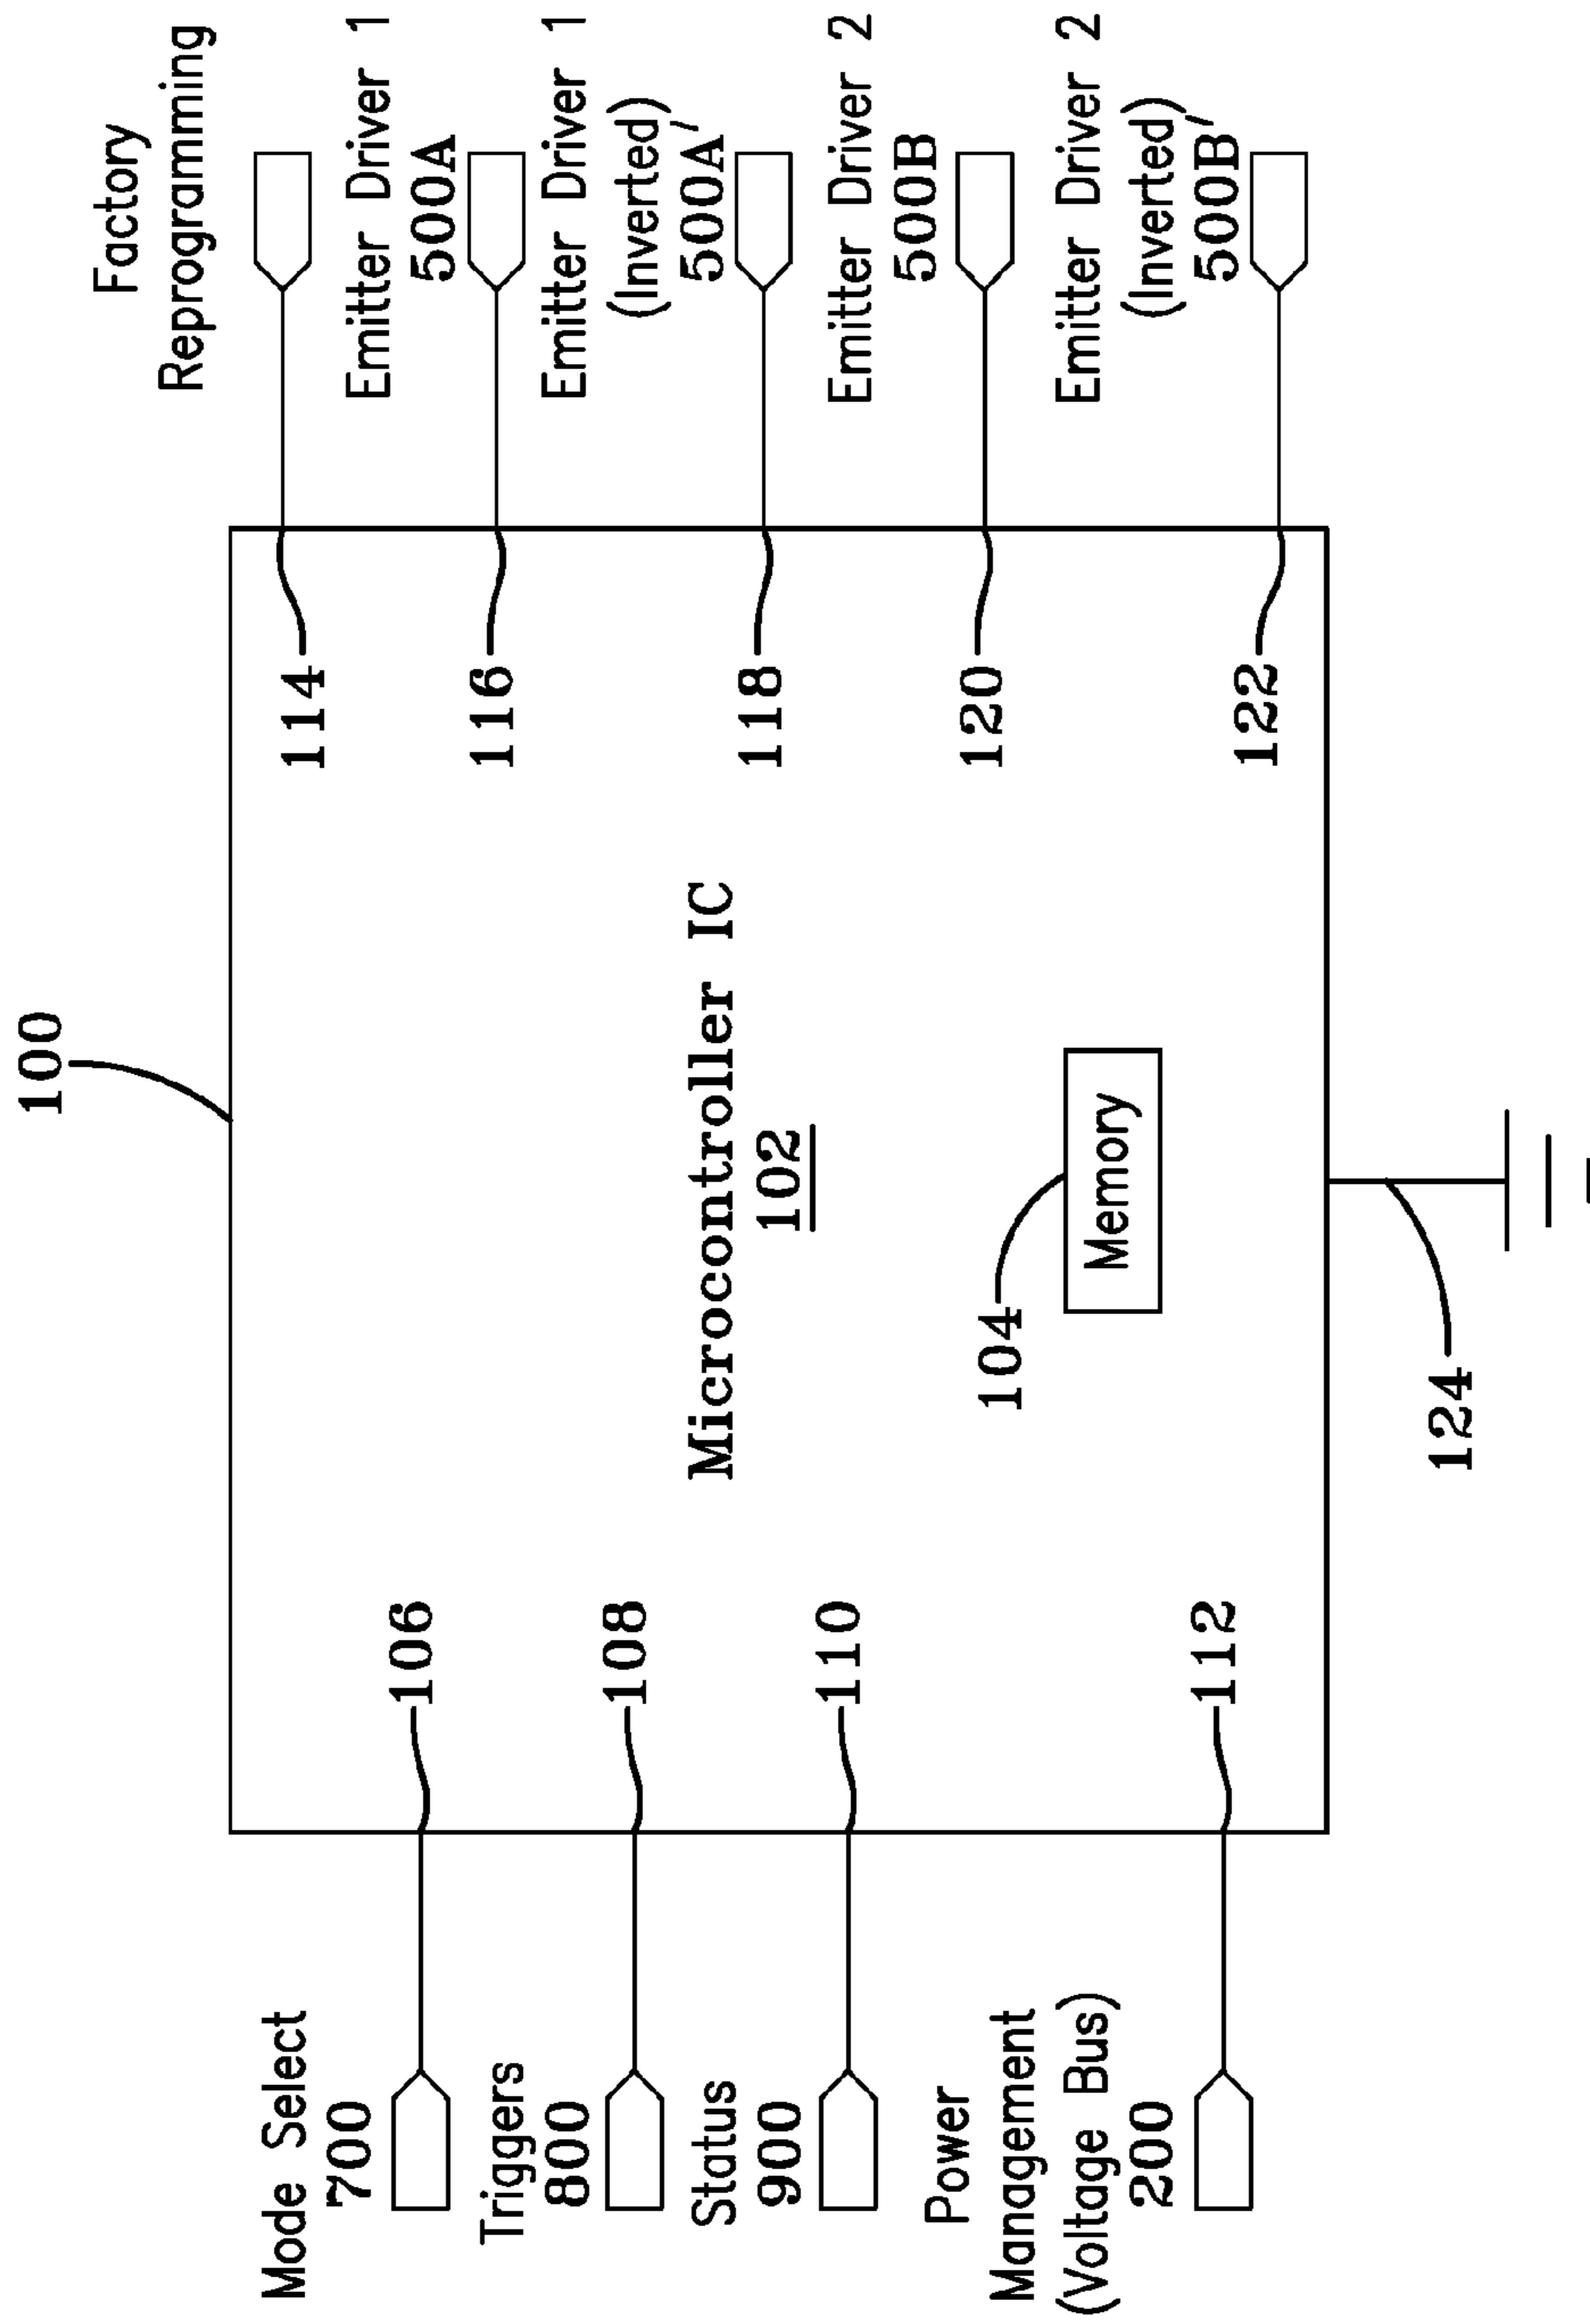 100
Mode Select
700
106
Triggers
800
108
Status
900
110
Power
Management
(Voltage Bus)
200
112
Microcontroller IC
102
104
Memory
124
Factory
Reprogramming
114
Emitter Driver 1
500A
116
Emitter Driver 1
(Inverted)
500A'
118
Emitter Driver 2
500B
120
Emitter Driver 2
(Inverted)
500B'
122